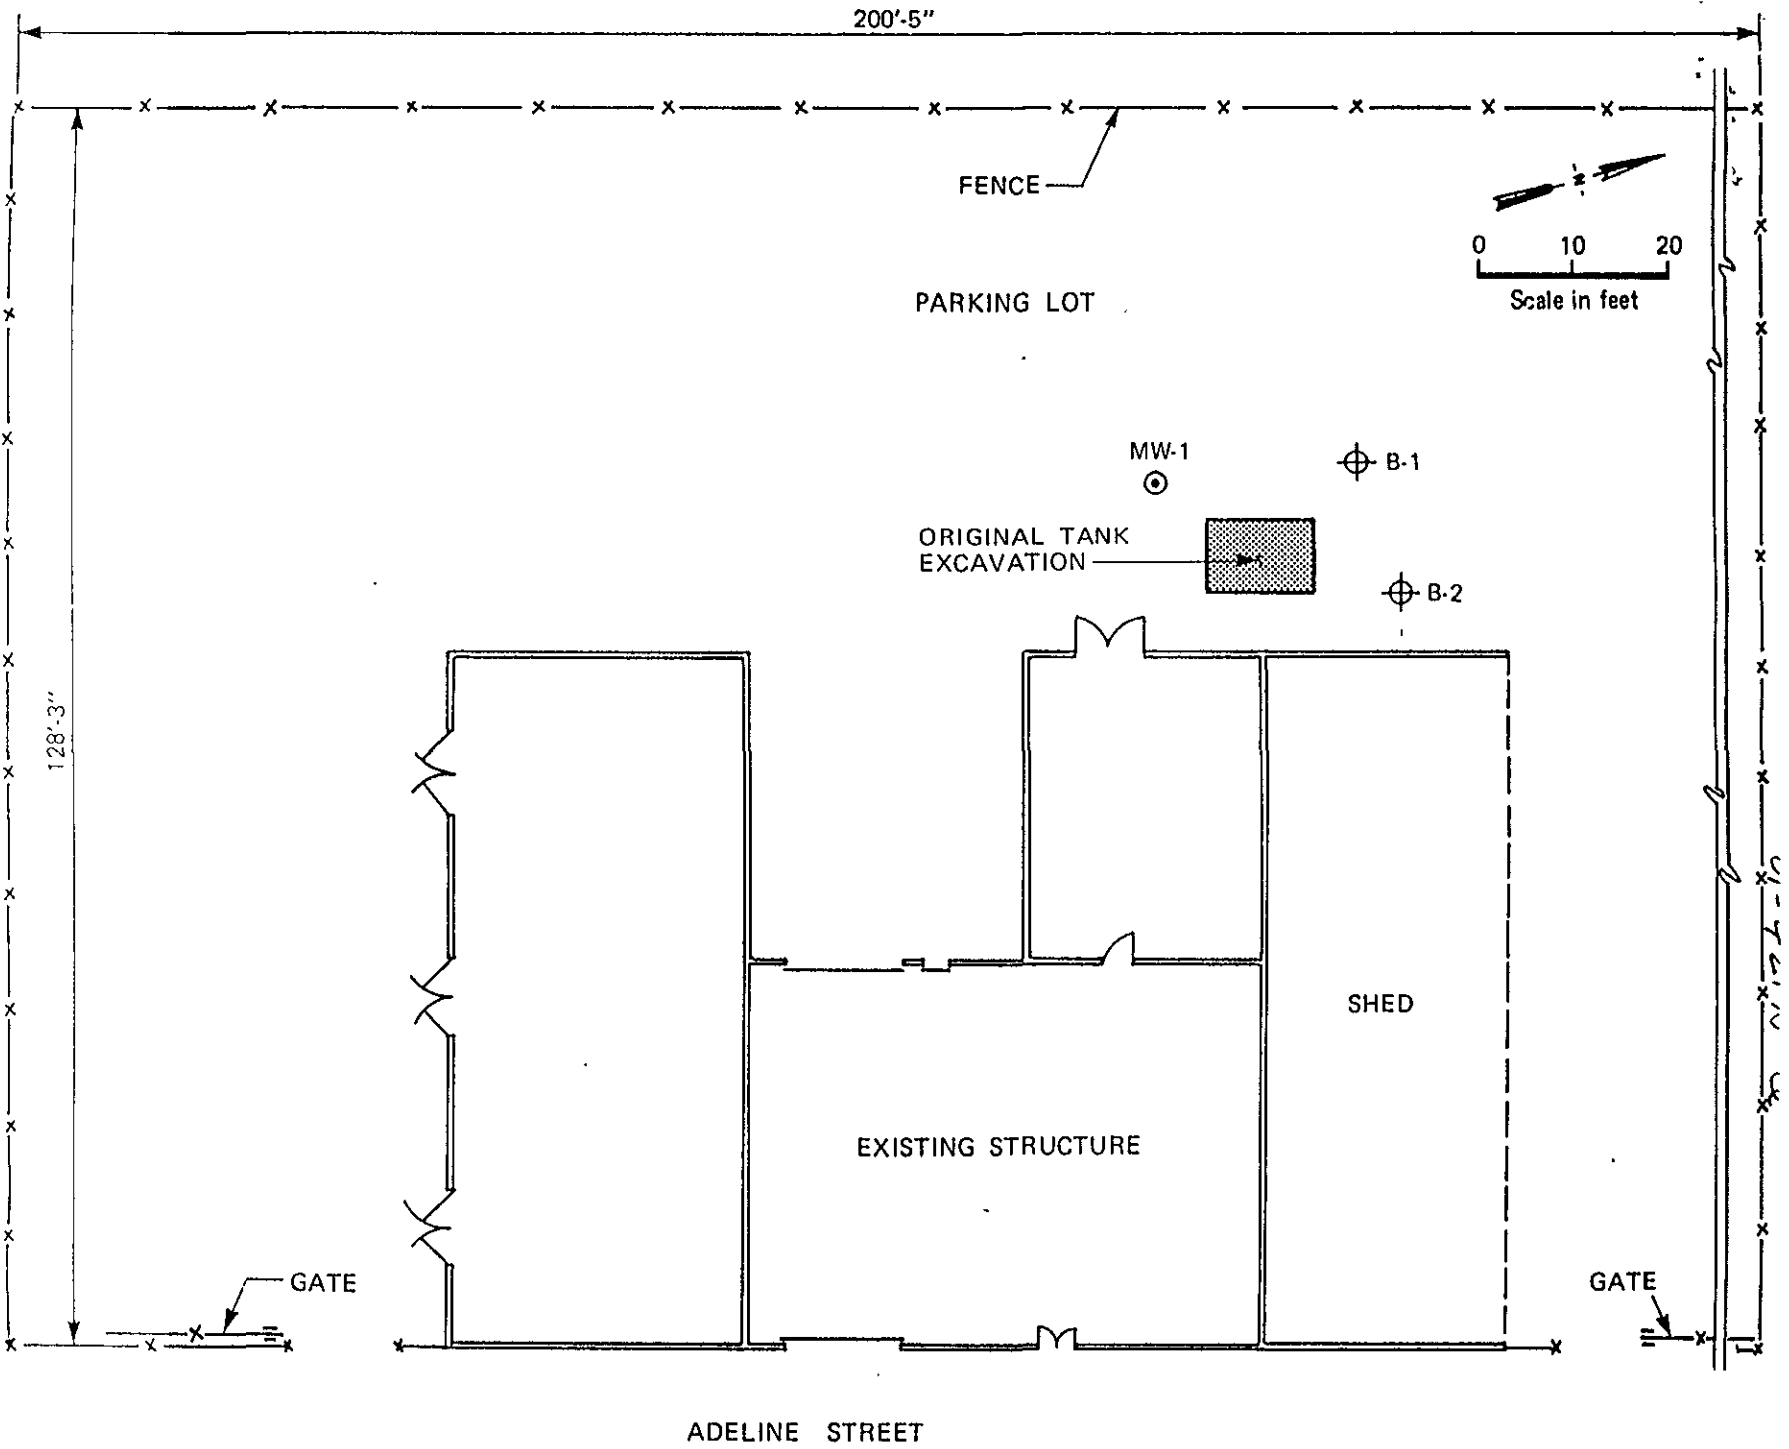 200'-5"
FENCE
N
0 10 20
Scale in feet
PARKING LOT
MW-1
B-1
ORIGINAL TANK
EXCAVATION
B-2
128'-3"
SHED
EXISTING STRUCTURE
GATE
GATE
ADELINE STREET